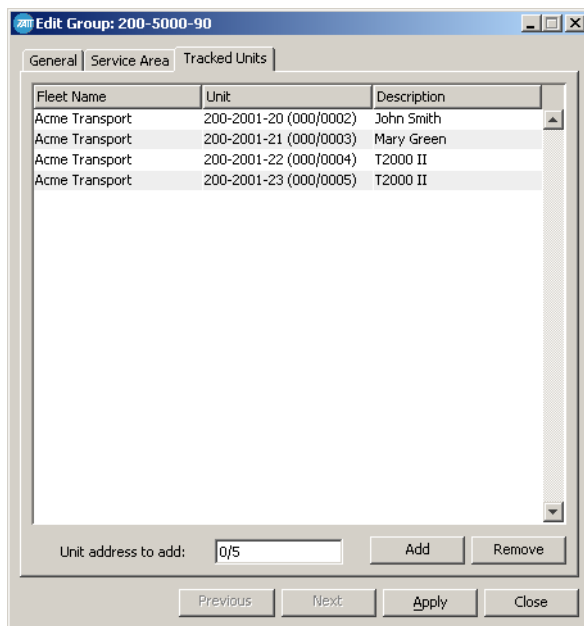 TAIT Edit Group: 200-5000-90
General Service Area Tracked Units
Fleet Name Unit Description
Acme Transport 200-2001-20 (000/0002) John Smith
Acme Transport 200-2001-21 (000/0003) Mary Green
Acme Transport 200-2001-22 (000/0004) T2000 II
Acme Transport 200-2001-23 (000/0005) T2000 II
Unit address to add: 0/5 Add Remove
Previous Next Apply Close